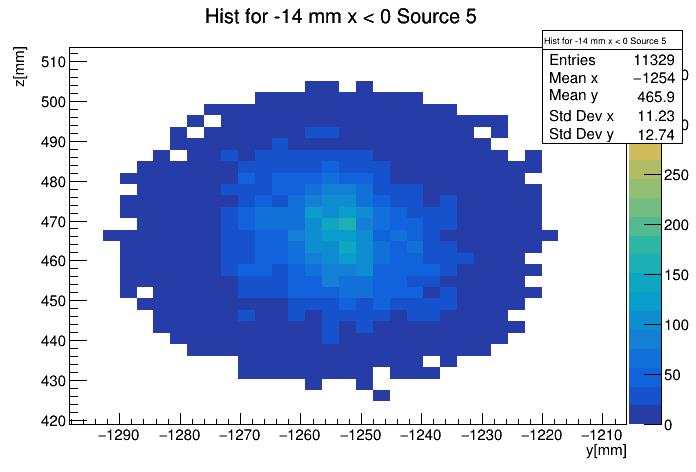 Hist for -14 mm x < 0 Source 5
z[mm]
Hist for -14 mm x < 0 Source 5
Entries 11329
Mean x −1254
Mean y 465.9
Std Dev x 11.23
Std Dev y 12.74
510
500
490
480
470
460
450
440
430
420
250
200
150
100
50
0
−1290 −1280 −1270 −1260 −1250 −1240 −1230 −1220 −1210
y[mm]